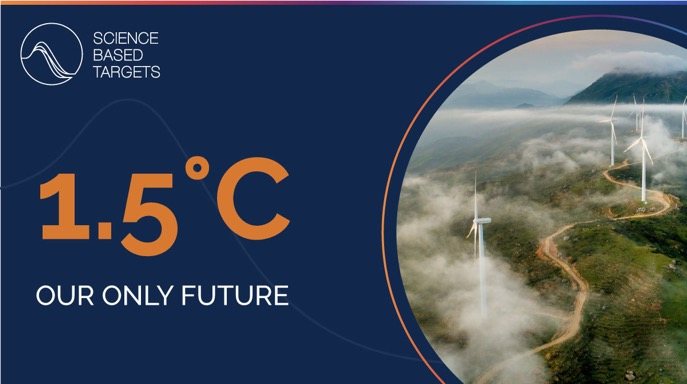 SCIENCE
BASED
TARGETS
1.5°C
OUR ONLY FUTURE